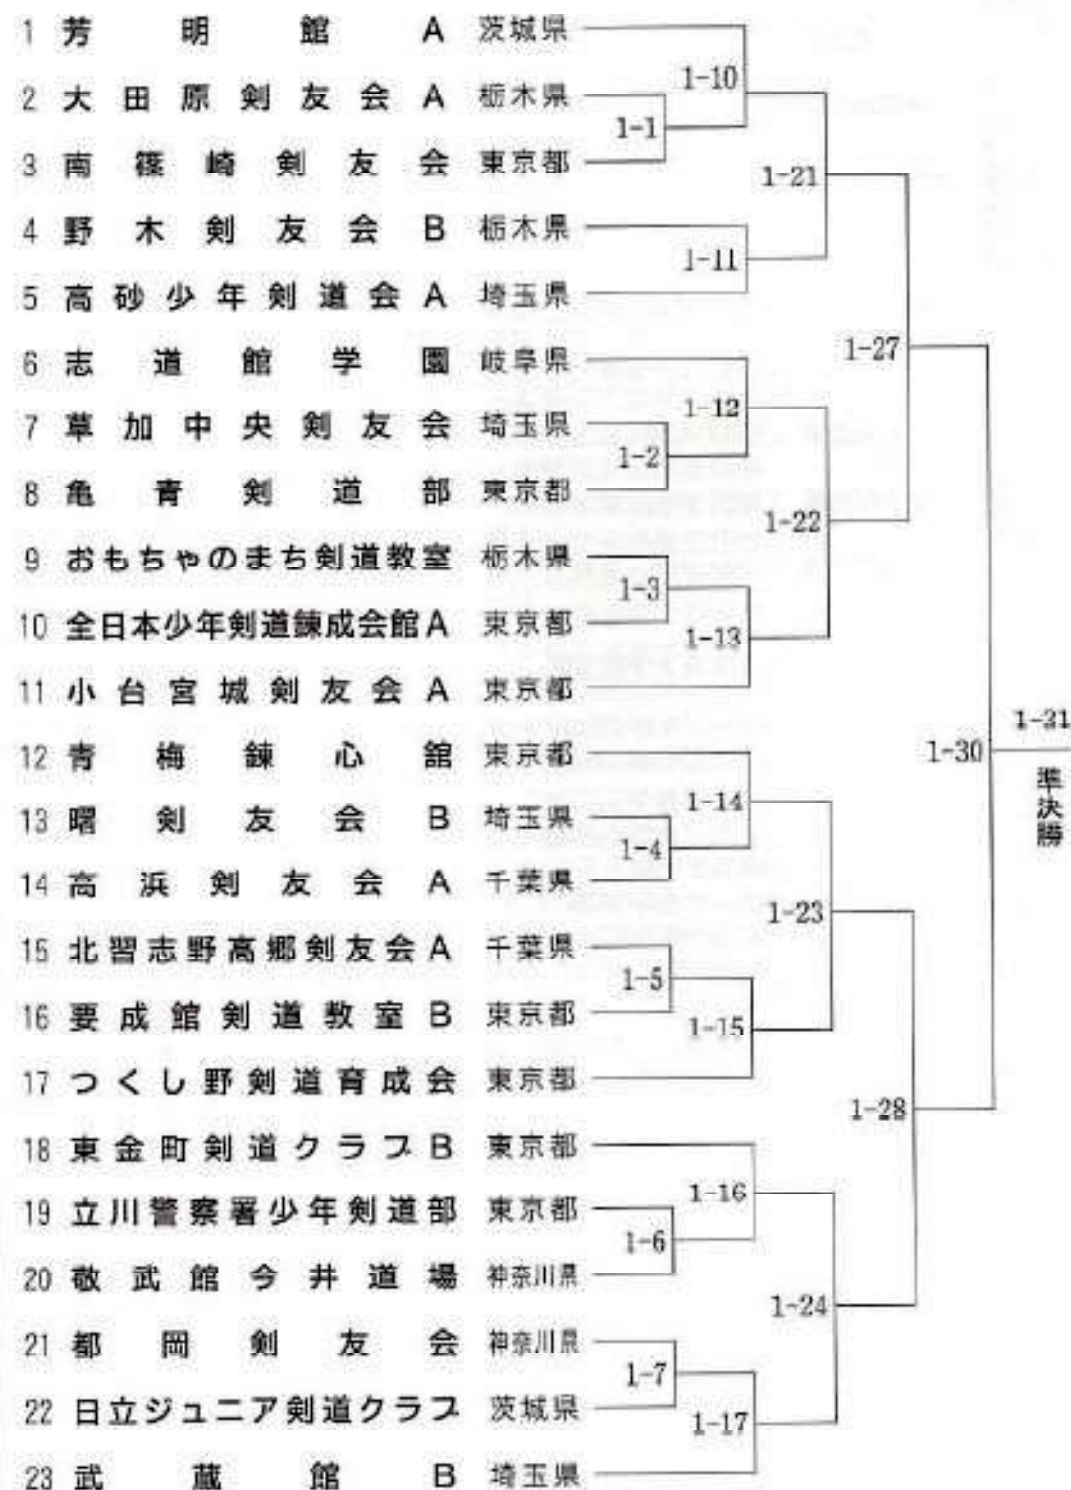 1 芳明館A 茨城県
2 大田原剣友会A 栃木県
3 南篠崎剣友会 東京都
4 野木剣友会B 栃木県
5 高砂少年剣道会A 埼玉県
6 志道館学園 岐阜県
7 草加中央剣友会 埼玉県
8 亀青剣道部 東京都
9 おもちゃのまち剣道教室 栃木県
10 全日本少年剣道錬成会館A 東京都
11 小台宮城剣友会A 東京都
12 青梅錬心館 東京都
13 曙剣友会B 埼玉県
14 高浜剣友会A 千葉県
15 北習志野高郷剣友会A 千葉県
16 要成館剣道教室B 東京都
17 つくし野剣道育成会 東京都
18 東金町剣道クラブB 東京都
19 立川警察署少年剣道部 東京都
20 敬武館今井道場 神奈川県
21 都岡剣友会 神奈川県
22 日立ジュニア剣道クラブ 茨城県
23 武蔵館B 埼玉県
1-1
1-2
1-3
1-4
1-5
1-6
1-7
1-10
1-11
1-12
1-13
1-14
1-15
1-16
1-17
1-21
1-22
1-23
1-24
1-27
1-28
1-30
1-31
準決勝